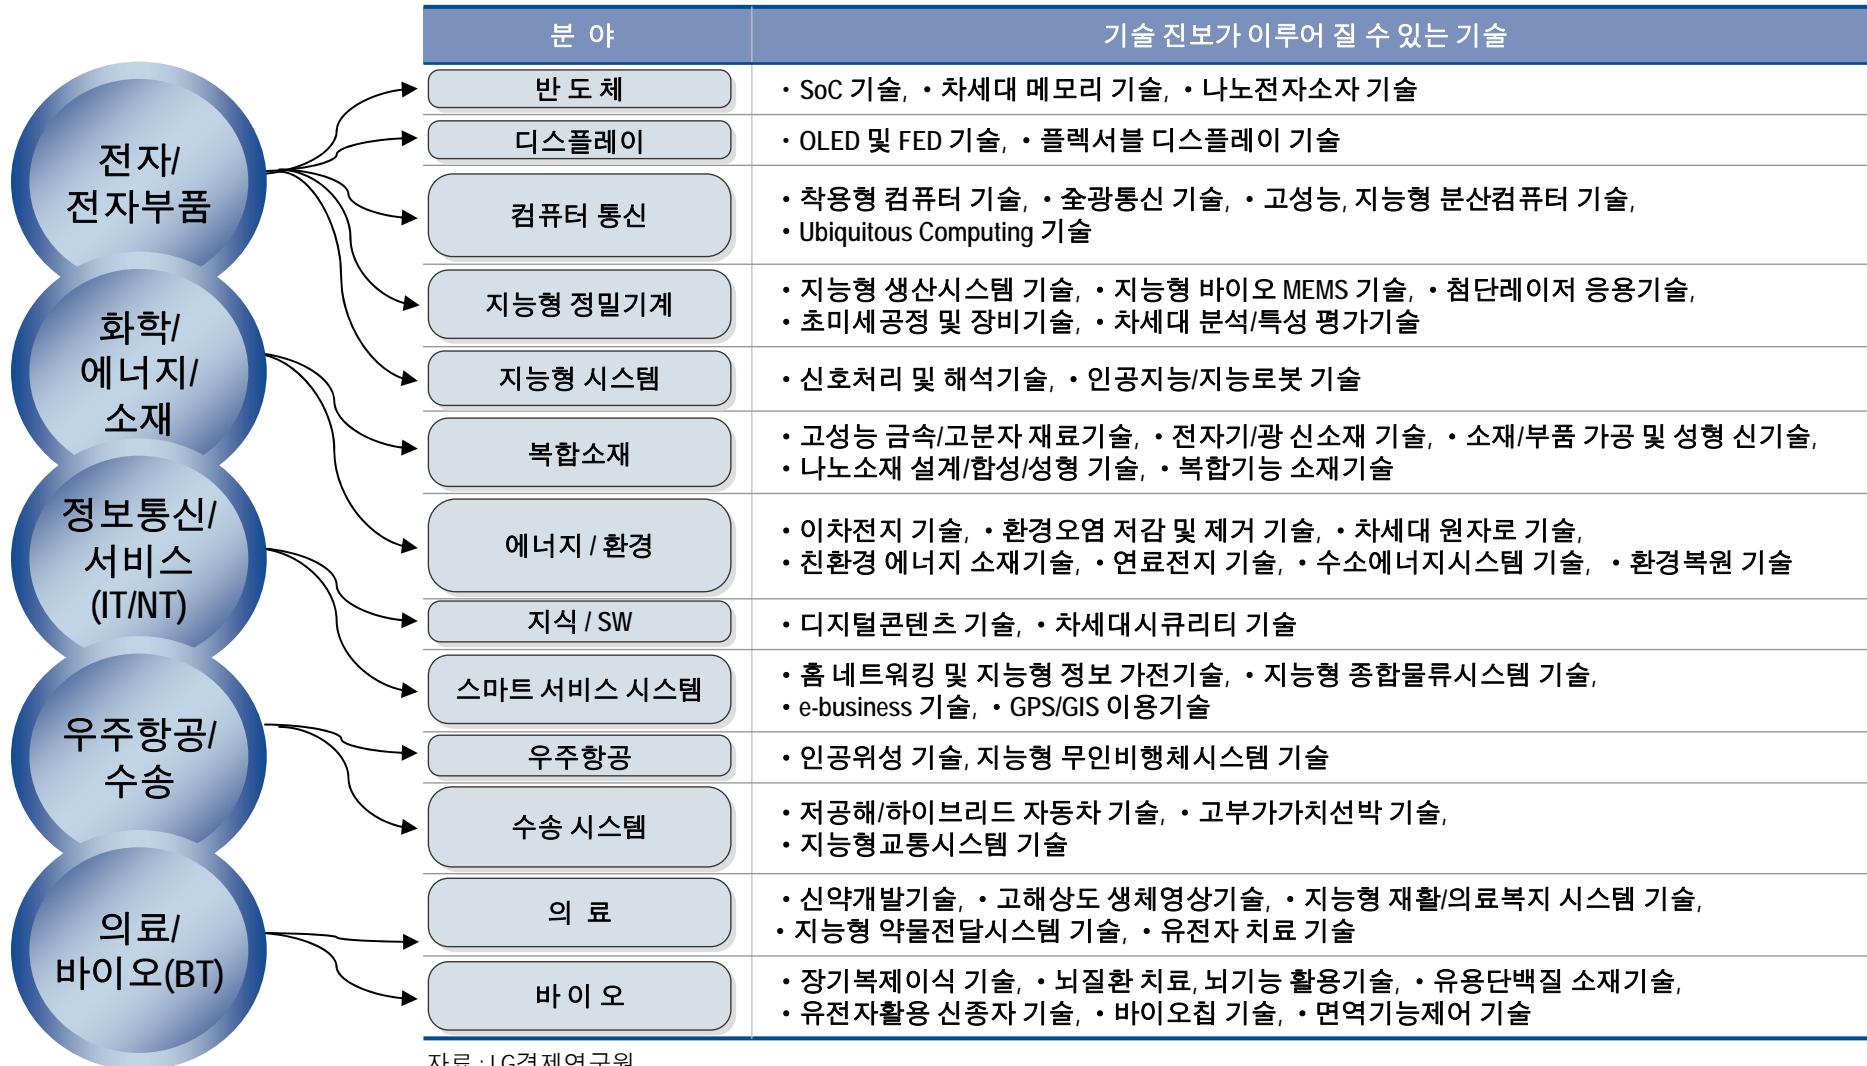 전자/
전자부품
화학/
에너지/
소재
정보통신/
서비스
(IT/NT)
우주항공/
수송
의료/
바이오(BT)
분 야
기술 진보가 이루어 질 수 있는 기술
반 도 체
• SoC 기술, • 차세대 메모리 기술, • 나노전자소자 기술
디스플레이
• OLED 및 FED 기술, • 플렉서블 디스플레이 기술
컴퓨터 통신
• 착용형 컴퓨터 기술, • 全광통신 기술, • 고성능, 지능형 분산컴퓨터 기술,
• Ubiquitous Computing 기술
지능형 정밀기계
• 지능형 생산시스템 기술, • 지능형 바이오 MEMS 기술, • 첨단레이저 응용기술,
• 초미세공정 및 장비기술, • 차세대 분석/특성 평가기술
지능형 시스템
• 신호처리 및 해석기술, • 인공지능/지능로봇 기술
복합소재
• 고성능 금속/고분자 재료기술, • 전자기/광 신소재 기술, • 소재/부품 가공 및 성형 신기술,
• 나노소재 설계/합성/성형 기술, • 복합기능 소재기술
에너지 / 환경
• 이차전지 기술, • 환경오염 저감 및 제거 기술, • 차세대 원자로 기술,
• 친환경 에너지 소재기술, • 연료전지 기술, • 수소에너지시스템 기술, • 환경복원 기술
지식 / SW
• 디지털콘텐츠 기술, • 차세대시큐리티 기술
스마트 서비스 시스템
• 홈 네트워킹 및 지능형 정보 가전기술, • 지능형 종합물류시스템 기술,
• e-business 기술, • GPS/GIS 이용기술
우주항공
• 인공위성 기술, 지능형 무인비행체시스템 기술
수송 시스템
• 저공해/하이브리드 자동차 기술, • 고부가가치선박 기술,
• 지능형교통시스템 기술
의 료
• 신약개발기술, • 고해상도 생체영상기술, • 지능형 재활/의료복지 시스템 기술,
• 지능형 약물전달시스템 기술, • 유전자 치료 기술
바 이 오
• 장기복제이식 기술, • 뇌질환 치료, 뇌기능 활용기술, • 유용단백질 소재기술,
• 유전자활용 신종자 기술, • 바이오칩 기술, • 면역기능제어 기술
자료 : LG경제연구원